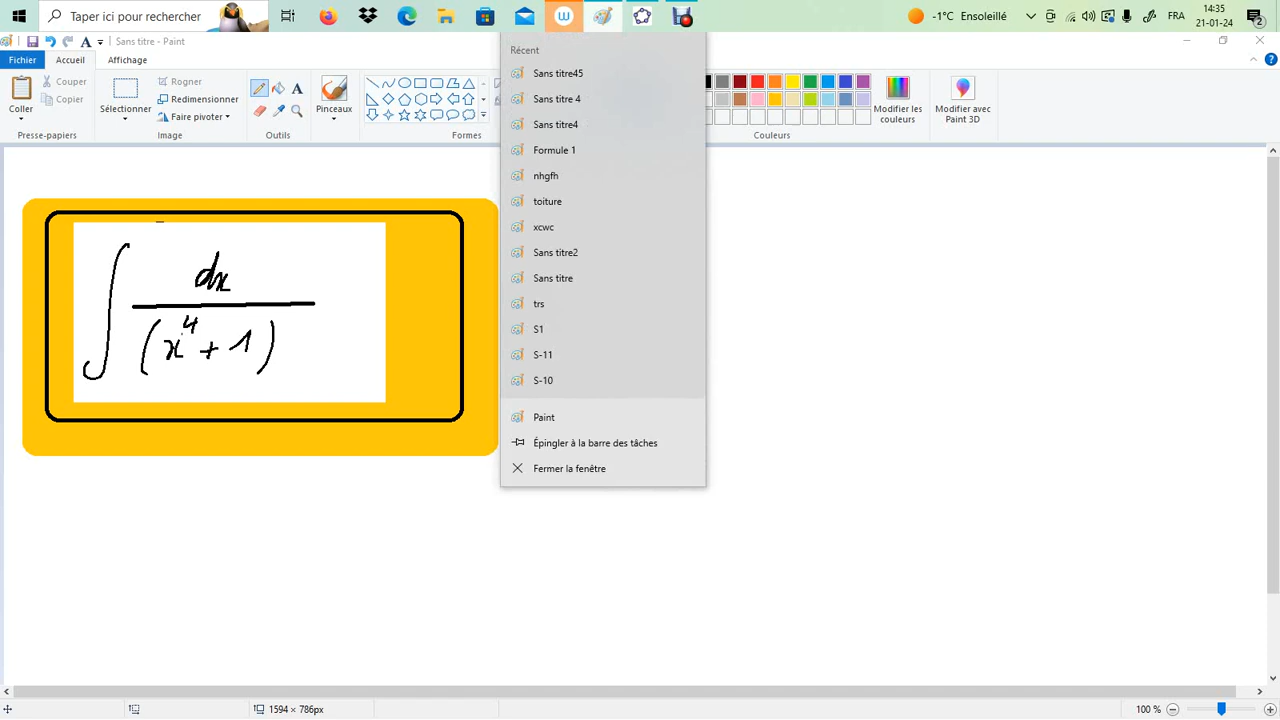 Taper ici pour rechercher
-1°C Ensoleillé
FRA
14:35
21-01-24
2
Sans titre - Paint
Fichier
Accueil
Affichage
Coller
Couper
Copier
Presse-papiers
Sélectionner
Rogner
Redimensionner
Faire pivoter
Image
A
Outils
Pinceaux
Formes
Couleurs
Modifier les couleurs
Modifier avec Paint 3D
Récent
Sans titre45
Sans titre 4
Sans titre4
Formule 1
nhgfh
toiture
xcwc
Sans titre2
Sans titre
trs
S1
S-11
S-10
Paint
Épingler à la barre des tâches
Fermer la fenêtre
∫ dx
(x⁴ + 1)
1594 × 786px
100 %